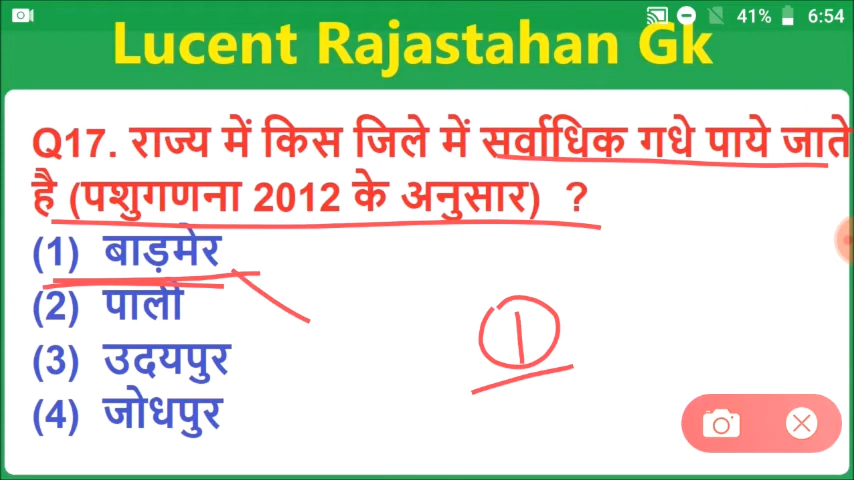 41% 6:54
Lucent Rajastahan Gk
Q17. राज्य में किस जिले में सर्वाधिक गधे पाये जाते
है (पशुगणना 2012 के अनुसार) ?
(1) बाड़मेर
(2) पाली
(3) उदयपुर
(4) जोधपुर
1